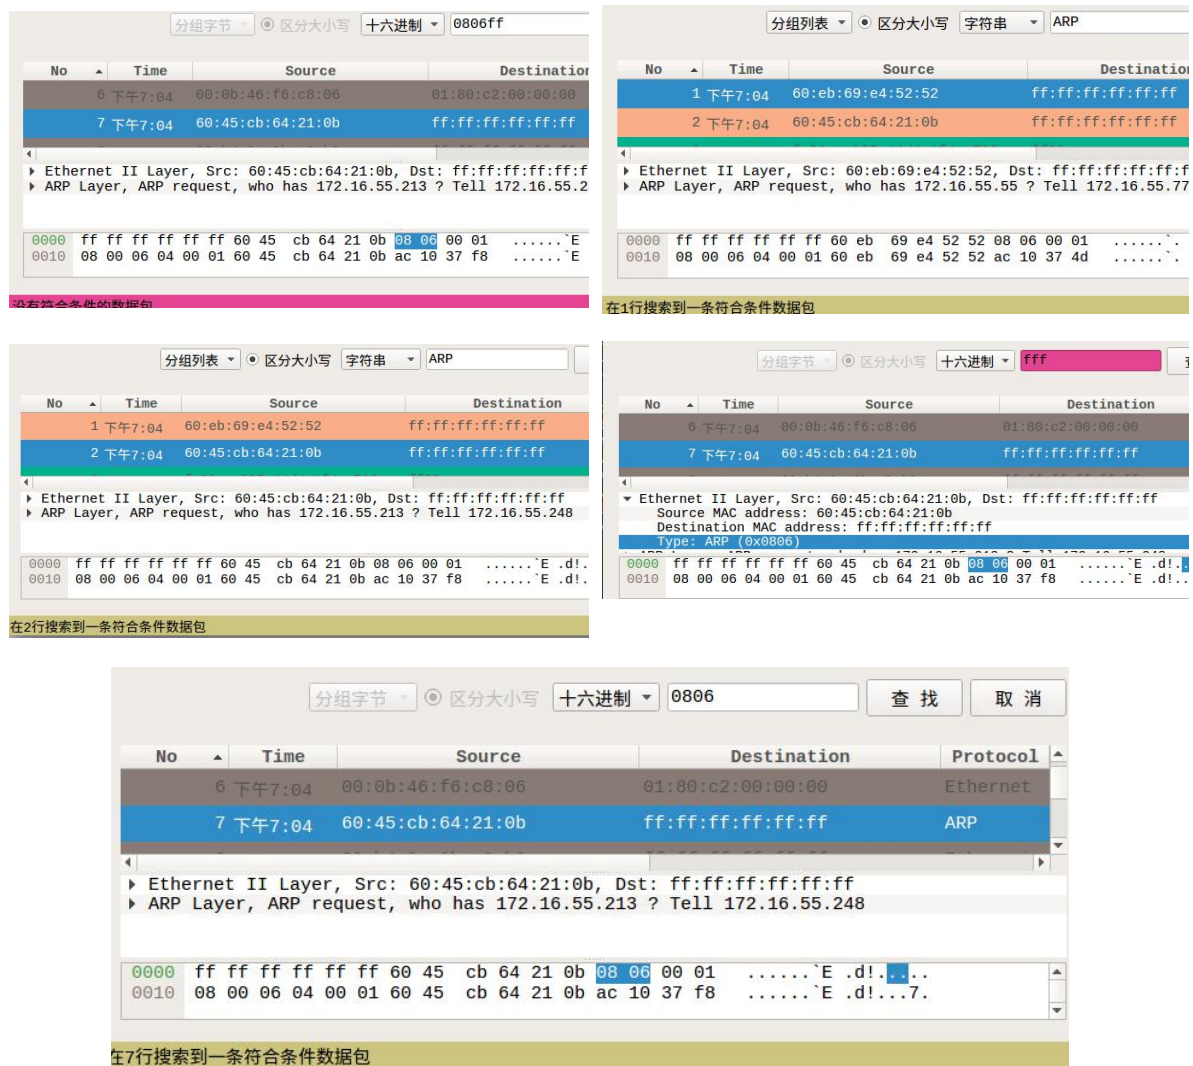 分组字节 区分大小写 十六进制 0806ff
No Time Source Destination
6 下午7:04 00:0b:46:f6:c8:06 01:80:c2:00:00:00
7 下午7:04 60:45:cb:64:21:0b ff:ff:ff:ff:ff:ff
Ethernet II Layer, Src: 60:45:cb:64:21:0b, Dst: ff:ff:ff:ff:ff:f
ARP Layer, ARP request, who has 172.16.55.213 ? Tell 172.16.55.2
0000 ff ff ff ff ff ff 60 45 cb 64 21 0b 08 06 00 01 ......`E
0010 08 00 06 04 00 01 60 45 cb 64 21 0b ac 10 37 f8 ......`E
没有符合条件的数据包
分组列表 区分大小写 字符串 ARP
No Time Source Destination
1 下午7:04 60:eb:69:e4:52:52 ff:ff:ff:ff:ff:ff
2 下午7:04 60:45:cb:64:21:0b ff:ff:ff:ff:ff:ff
Ethernet II Layer, Src: 60:eb:69:e4:52:52, Dst: ff:ff:ff:ff:ff:f
ARP Layer, ARP request, who has 172.16.55.55 ? Tell 172.16.55.77
0000 ff ff ff ff ff ff 60 eb 69 e4 52 52 08 06 00 01 ......`.
0010 08 00 06 04 00 01 60 eb 69 e4 52 52 ac 10 37 4d ......`.
在1行搜索到一条符合条件数据包
分组列表 区分大小写 字符串 ARP
No Time Source Destination
1 下午7:04 60:eb:69:e4:52:52 ff:ff:ff:ff:ff:ff
2 下午7:04 60:45:cb:64:21:0b ff:ff:ff:ff:ff:ff
Ethernet II Layer, Src: 60:45:cb:64:21:0b, Dst: ff:ff:ff:ff:ff:ff
ARP Layer, ARP request, who has 172.16.55.213 ? Tell 172.16.55.248
0000 ff ff ff ff ff ff 60 45 cb 64 21 0b 08 06 00 01 ......`E .d!.
0010 08 00 06 04 00 01 60 45 cb 64 21 0b ac 10 37 f8 ......`E .d!.
在2行搜索到一条符合条件数据包
分组字节 区分大小写 十六进制 fff
No Time Source Destination
6 下午7:04 00:0b:46:f6:c8:06 01:80:c2:00:00:00
7 下午7:04 60:45:cb:64:21:0b ff:ff:ff:ff:ff:ff
Ethernet II Layer, Src: 60:45:cb:64:21:0b, Dst: ff:ff:ff:ff:ff:ff
Source MAC address: 60:45:cb:64:21:0b
Destination MAC address: ff:ff:ff:ff:ff:ff
Type: ARP (0x0806)
0000 ff ff ff ff ff ff 60 45 cb 64 21 0b 08 06 00 01 ......`E .d!..
0010 08 00 06 04 00 01 60 45 cb 64 21 0b ac 10 37 f8 ......`E .d!..
分组字节 区分大小写 十六进制 0806 查 找 取 消
No Time Source Destination Protocol
6 下午7:04 00:0b:46:f6:c8:06 01:80:c2:00:00:00 Ethernet
7 下午7:04 60:45:cb:64:21:0b ff:ff:ff:ff:ff:ff ARP
Ethernet II Layer, Src: 60:45:cb:64:21:0b, Dst: ff:ff:ff:ff:ff:ff
ARP Layer, ARP request, who has 172.16.55.213 ? Tell 172.16.55.248
0000 ff ff ff ff ff ff 60 45 cb 64 21 0b 08 06 00 01 ......`E .d!.....
0010 08 00 06 04 00 01 60 45 cb 64 21 0b ac 10 37 f8 ......`E .d!...7.
在7行搜索到一条符合条件数据包